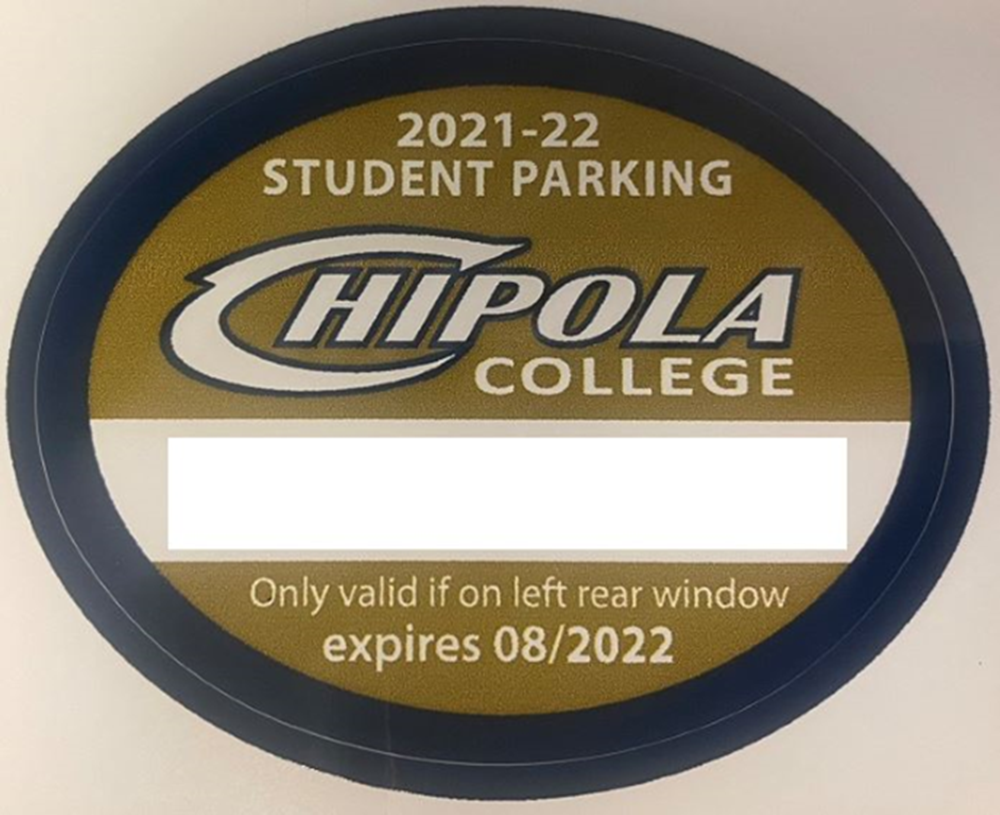 2021-22
STUDENT PARKING
CHIPOLA
COLLEGE
Only valid if on left rear window
expires 08/2022